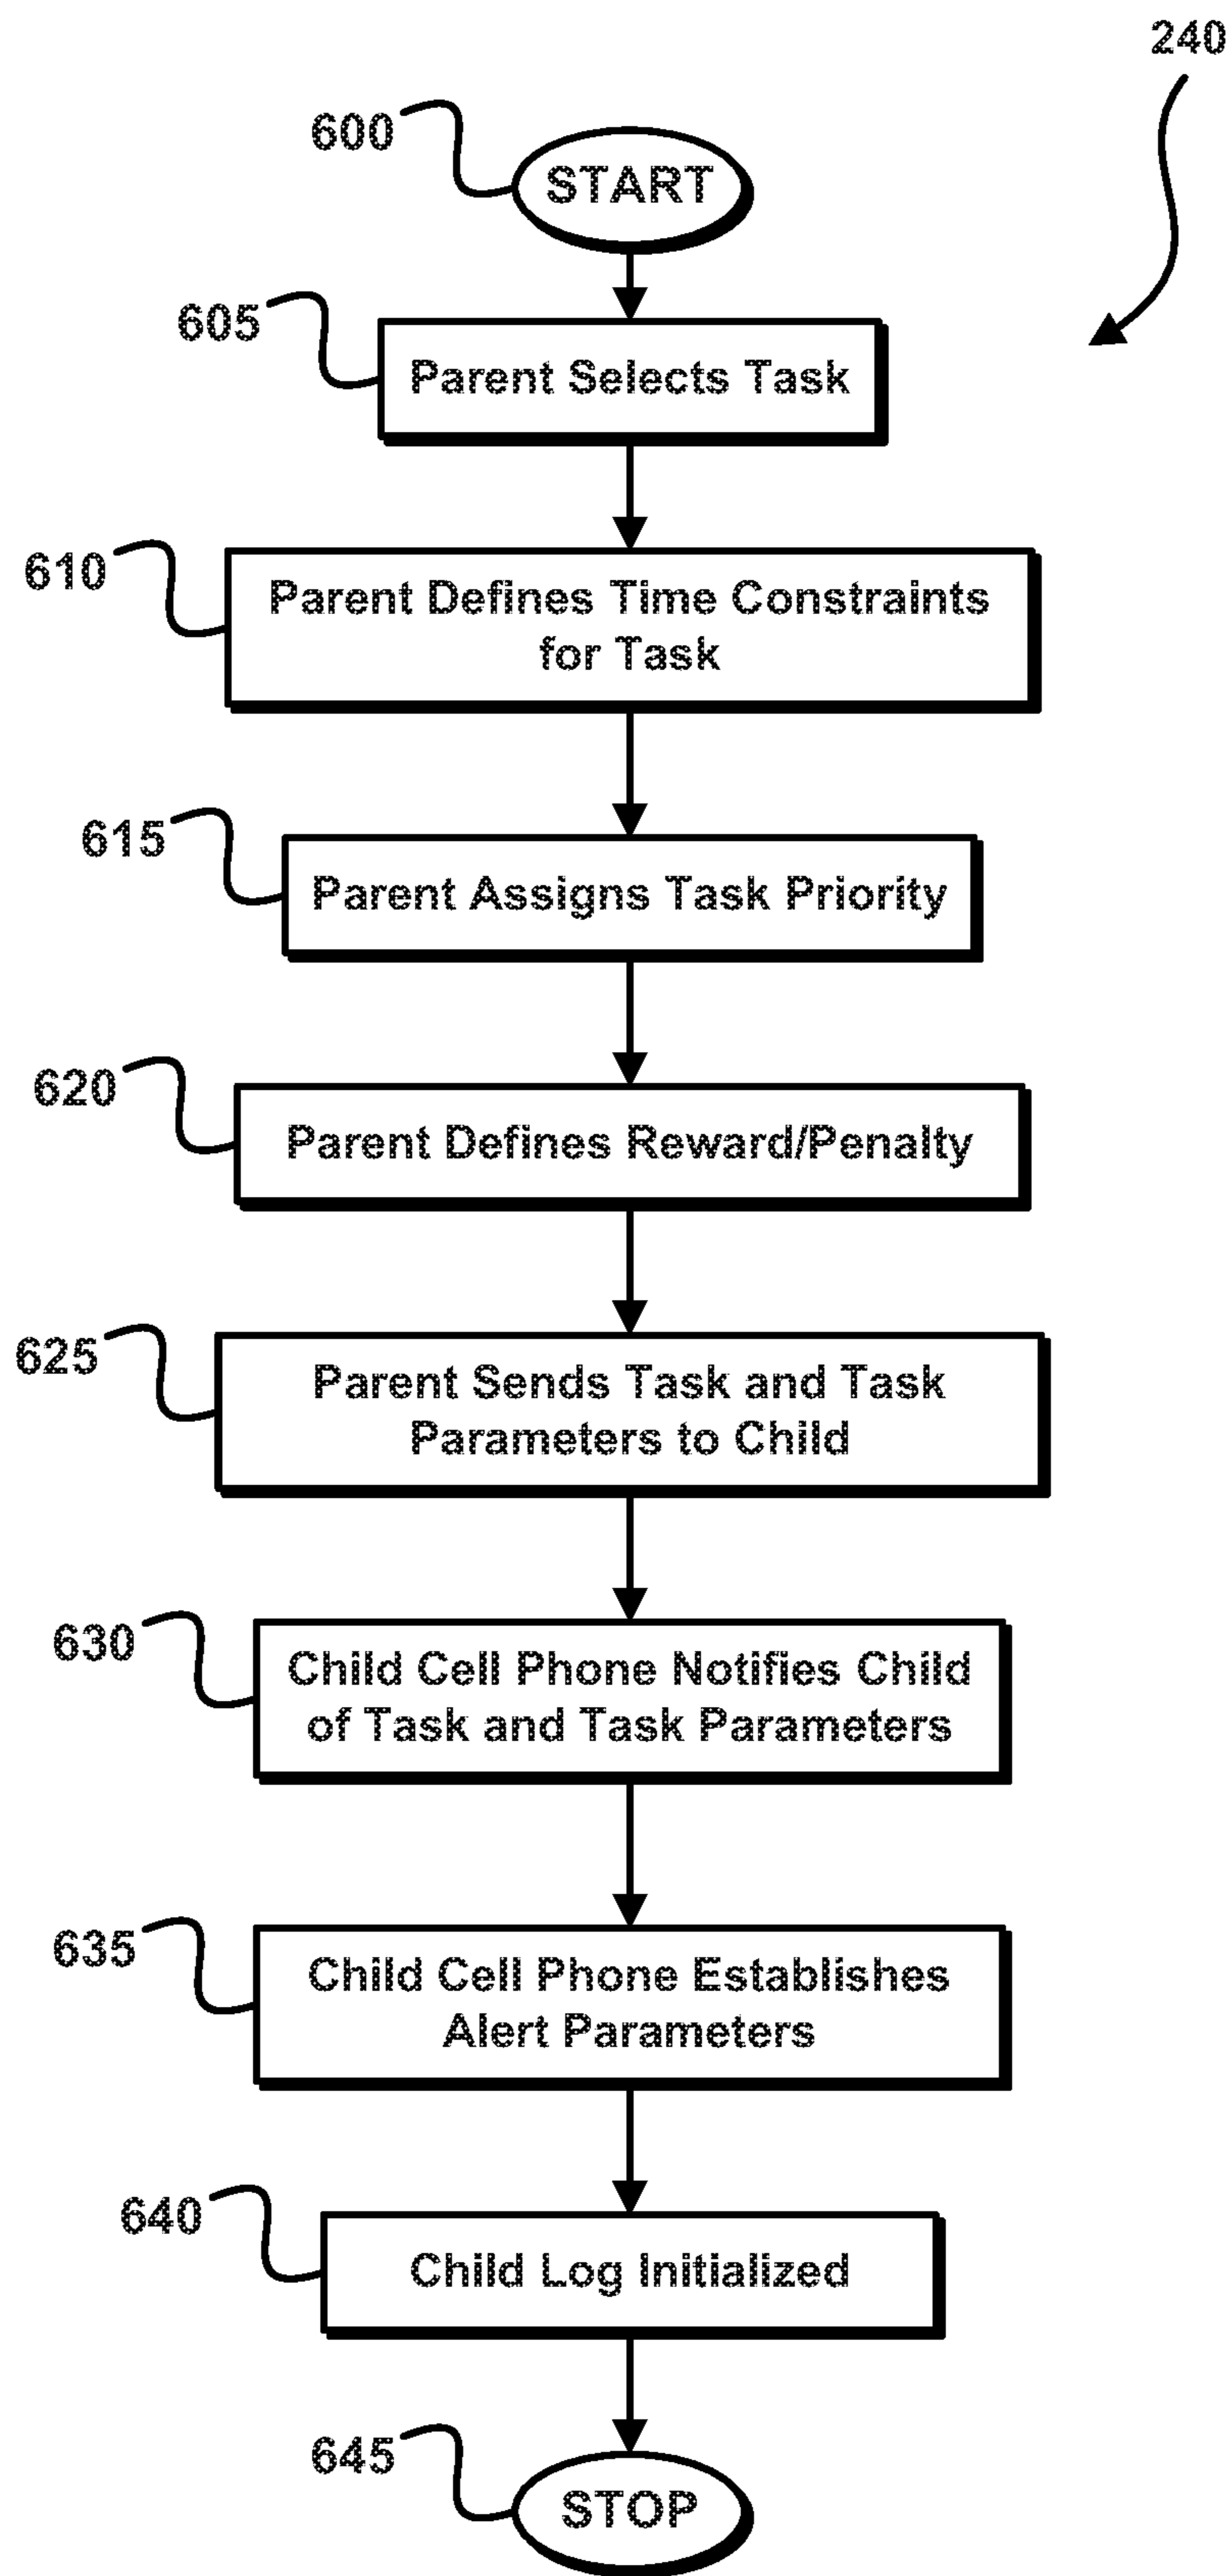 240
600
START
605
Parent Selects Task
610
Parent Defines Time Constraints
for Task
615
Parent Assigns Task Priority
620
Parent Defines Reward/Penalty
625
Parent Sends Task and Task
Parameters to Child
630
Child Cell Phone Notifies Child
of Task and Task Parameters
635
Child Cell Phone Establishes
Alert Parameters
640
Child Log Initialized
645
STOP